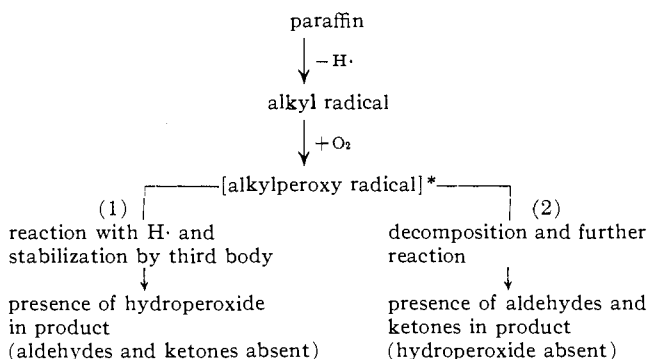 paraffin
−H·
alkyl radical
+O₂
[alkylperoxy radical]*
(1)
reaction with H· and
stabilization by third body
presence of hydroperoxide
in product
(aldehydes and ketones absent)
(2)
decomposition and further
reaction
presence of aldehydes and
ketones in product
(hydroperoxide absent)